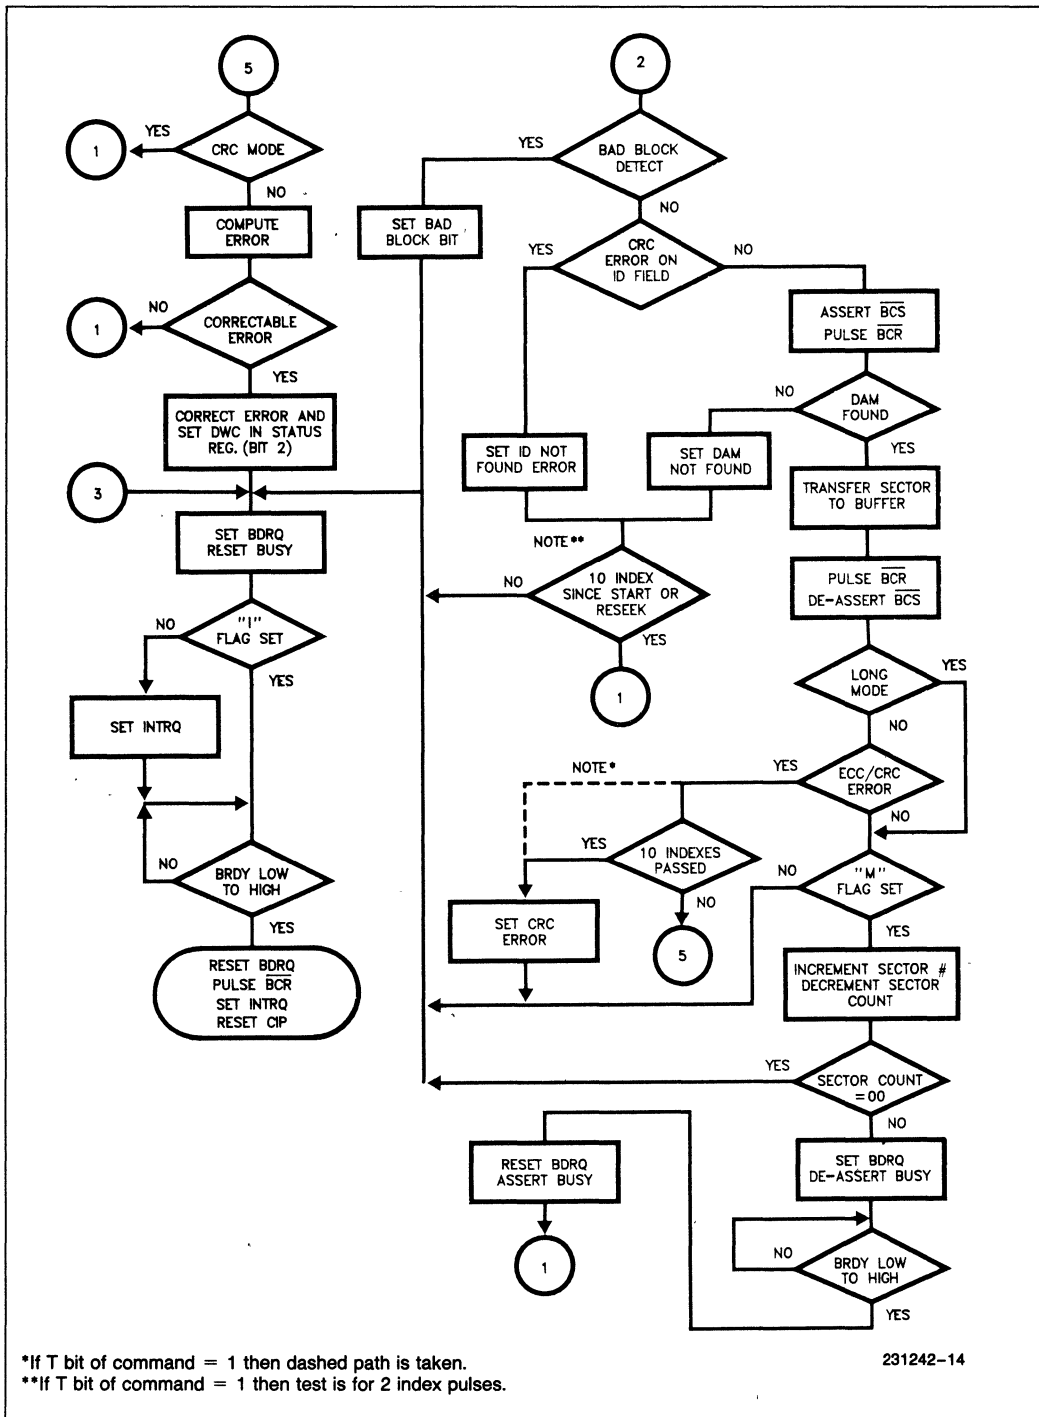 5
CRC MODE
YES
1
NO
COMPUTE
ERROR
CORRECTABLE
ERROR
NO
1
YES
CORRECT ERROR AND
SET DWC IN STATUS
REG. (BIT 2)
3
SET BDRQ
RESET BUSY
"I"
FLAG SET
NO
YES
SET INTRQ
BRDY LOW
TO HIGH
NO
YES
RESET BDRQ
PULSE BCR
SET INTRQ
RESET CIP
2
BAD BLOCK
DETECT
YES
NO
SET BAD
BLOCK BIT
CRC
ERROR ON
ID FIELD
YES
NO
ASSERT BCS
PULSE BCR
DAM
FOUND
NO
YES
SET ID NOT
FOUND ERROR
SET DAM
NOT FOUND
TRANSFER SECTOR
TO BUFFER
NOTE**
10 INDEX
SINCE START OR
RESEEK
NO
YES
1
PULSE BCR
DE-ASSERT BCS
LONG
MODE
YES
NO
ECC/CRC
ERROR
YES
NO
NOTE*
10 INDEXES
PASSED
YES
NO
5
SET CRC
ERROR
"M"
FLAG SET
NO
YES
INCREMENT SECTOR #
DECREMENT SECTOR
COUNT
SECTOR COUNT
=00
YES
NO
SET BDRQ
DE-ASSERT BUSY
BRDY LOW
TO HIGH
NO
YES
RESET BDRQ
ASSERT BUSY
1
*If T bit of command = 1 then dashed path is taken.
**If T bit of command = 1 then test is for 2 index pulses.
231242-14